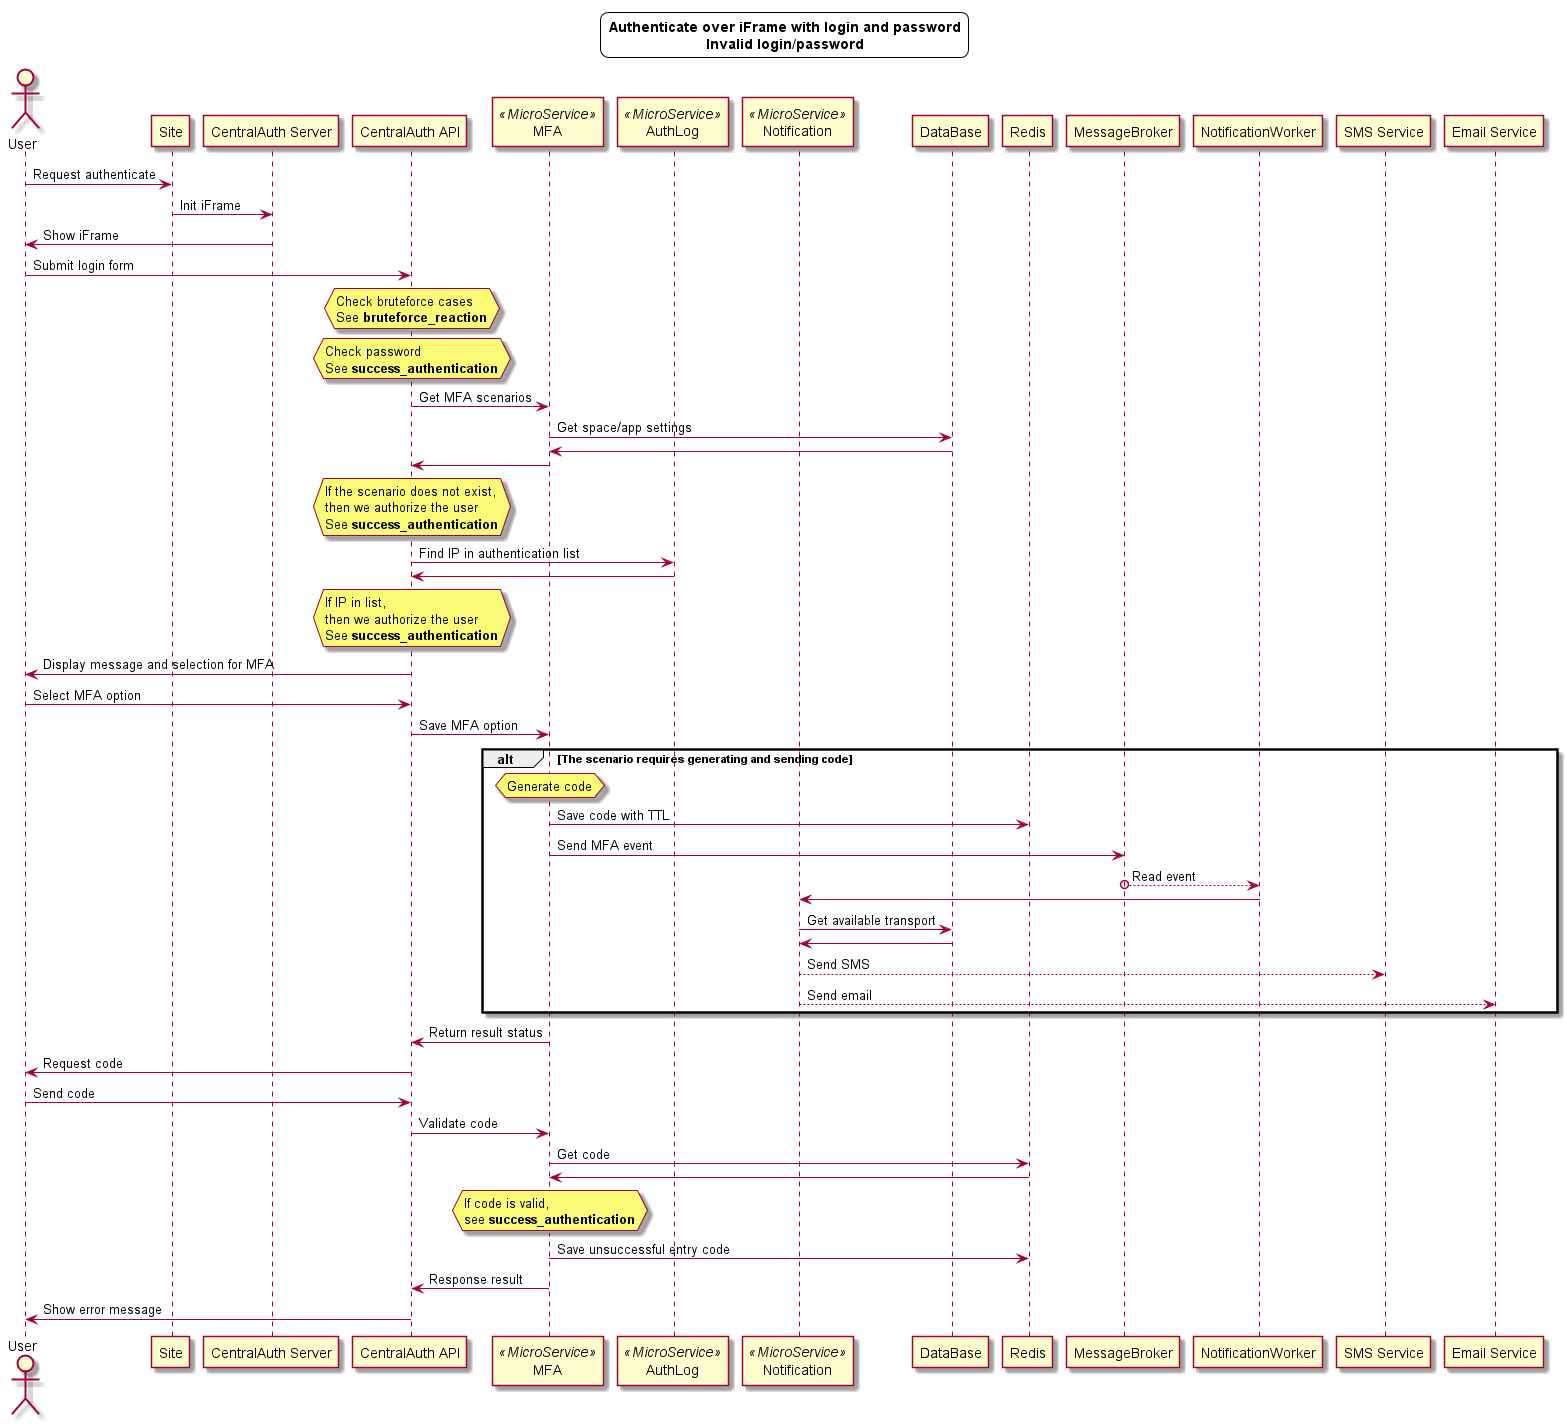 Authenticate over iFrame with login and password
Invalid login/password
User
Site
CentralAuth Server
CentralAuth API
«MicroService»
MFA
«MicroService»
AuthLog
«MicroService»
Notification
DataBase
Redis
MessageBroker
NotificationWorker
SMS Service
Email Service
Request authenticate
Init iFrame
Show iFrame
Submit login form
Check bruteforce cases
See bruteforce_reaction
Check password
See success_authentication
Get MFA scenarios
Get space/app settings
If the scenario does not exist,
then we authorize the user
See success_authentication
Find IP in authentication list
If IP in list,
then we authorize the user
See success_authentication
Display message and selection for MFA
Select MFA option
Save MFA option
alt [The scenario requires generating and sending code]
Generate code
Save code with TTL
Send MFA event
Read event
Get available transport
Send SMS
Send email
Return result status
Request code
Send code
Validate code
Get code
If code is valid,
see success_authentication
Save unsuccessful entry code
Response result
Show error message
User
Site
CentralAuth Server
CentralAuth API
«MicroService»
MFA
«MicroService»
AuthLog
«MicroService»
Notification
DataBase
Redis
MessageBroker
NotificationWorker
SMS Service
Email Service